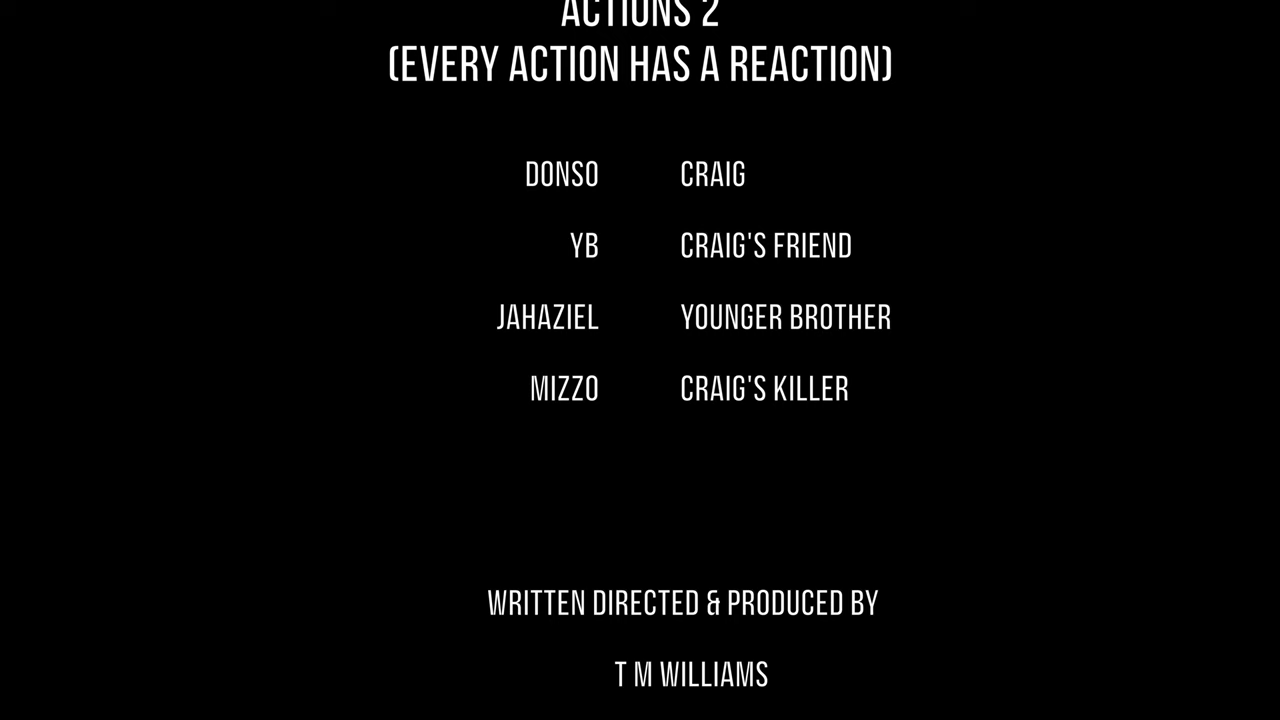 ACTIONS 2
(EVERY ACTION HAS A REACTION)
DONSO CRAIG
YB CRAIG'S FRIEND
JAHAZIEL YOUNGER BROTHER
MIZZO CRAIG'S KILLER
WRITTEN DIRECTED & PRODUCED BY
T M WILLIAMS